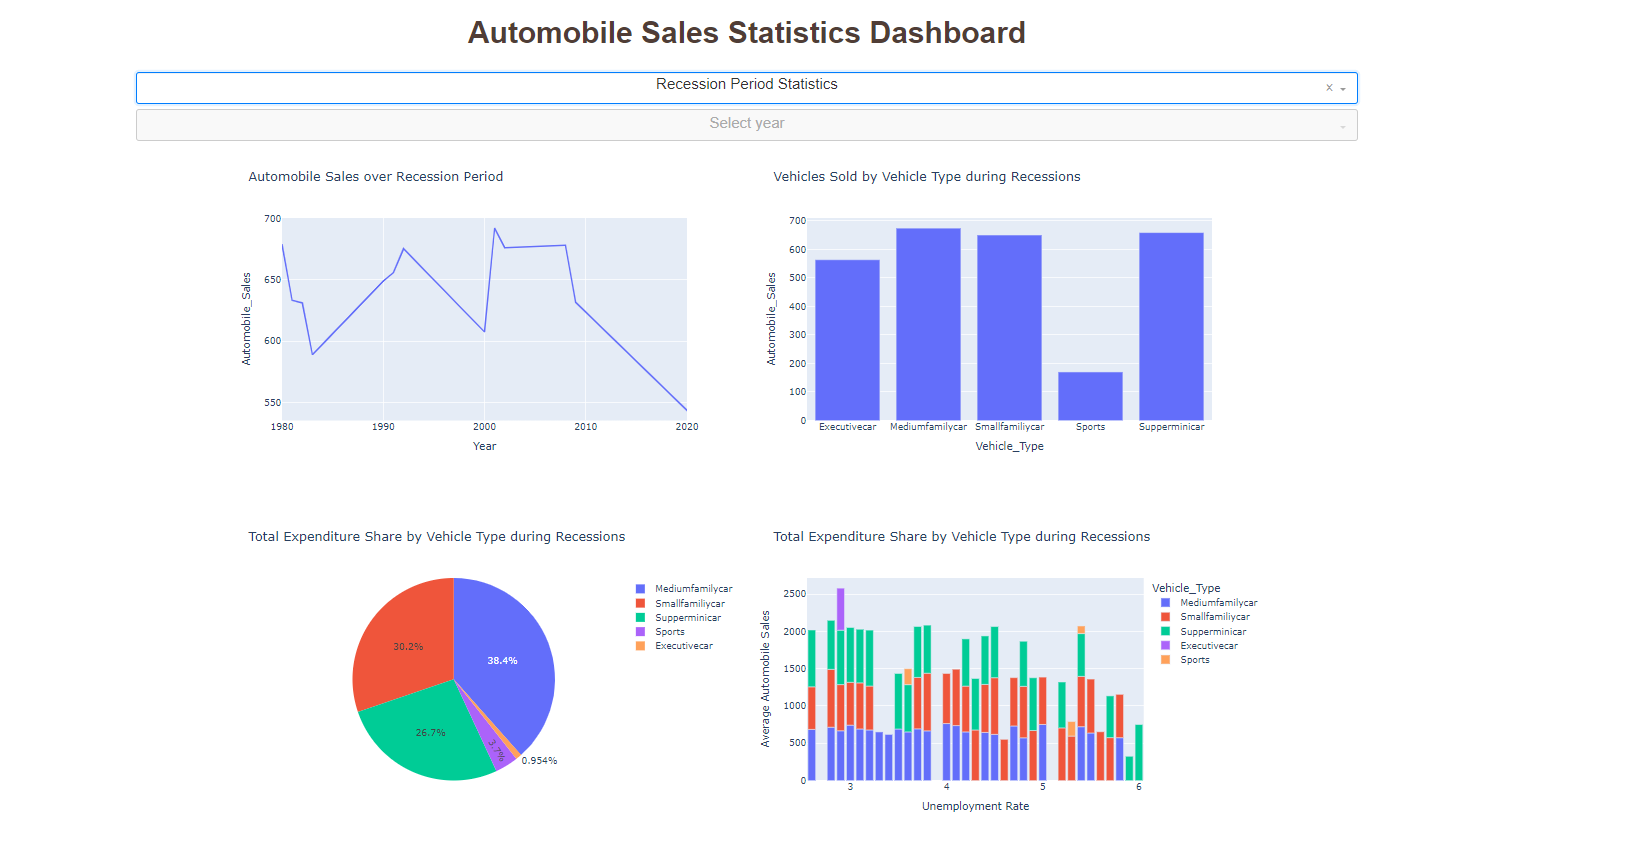 Automobile Sales Statistics Dashboard
Recession Period Statistics
×
Select year
Automobile Sales over Recession Period
700
650
600
550
Automobile_Sales
1980 1990 2000 2010 2020
Year
Vehicles Sold by Vehicle Type during Recessions
700
600
500
400
300
200
100
0
Automobile_Sales
Executivecar Mediumfamilycar Smallfamiliycar Sports Supperminicar
Vehicle_Type
Total Expenditure Share by Vehicle Type during Recessions
38.4%
30.2%
26.7%
3.7%
0.954%
Mediumfamilycar
Smallfamiliycar
Supperminicar
Sports
Executivecar
Total Expenditure Share by Vehicle Type during Recessions
2500
2000
1500
1000
500
0
Average Automobile Sales
3 4 5 6
Unemployment Rate
Vehicle_Type
Mediumfamilycar
Smallfamiliycar
Supperminicar
Executivecar
Sports